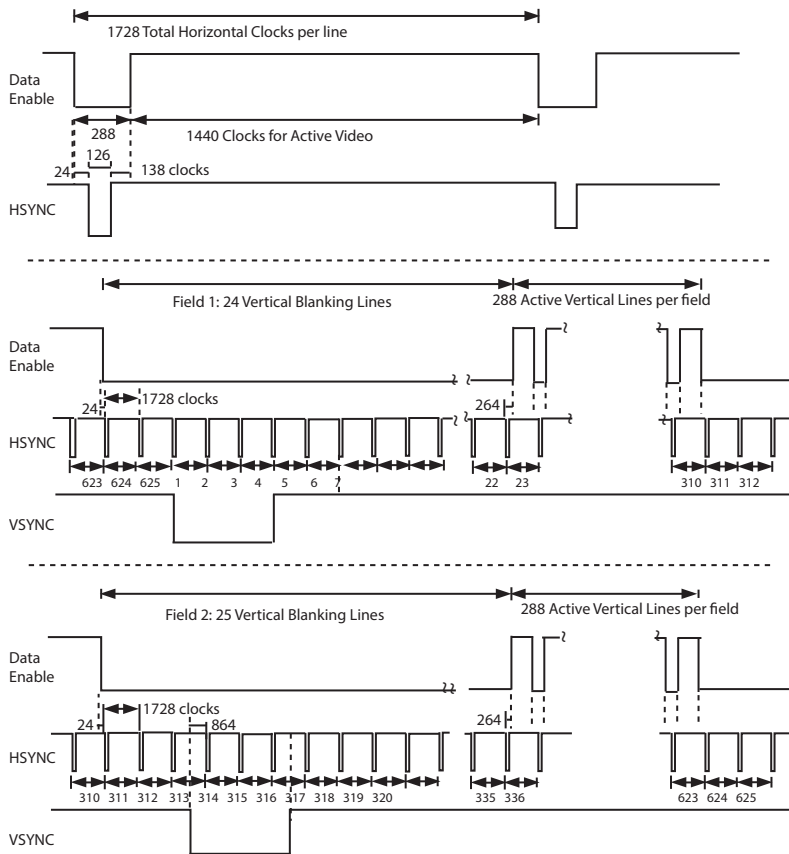 1728 Total Horizontal Clocks per line
Data
Enable
288
1440 Clocks for Active Video
126
24
138 clocks
HSYNC
Field 1: 24 Vertical Blanking Lines
288 Active Vertical Lines per field
Data
Enable
1728 clocks
24
264
HSYNC
623 624 625 1 2 3 4 5 6 7 22 23 310 311 312
VSYNC
Field 2: 25 Vertical Blanking Lines
288 Active Vertical Lines per field
Data
Enable
1728 clocks
24
864
264
HSYNC
310 311 312 313 314 315 316 317 318 319 320 335 336 623 624 625
VSYNC